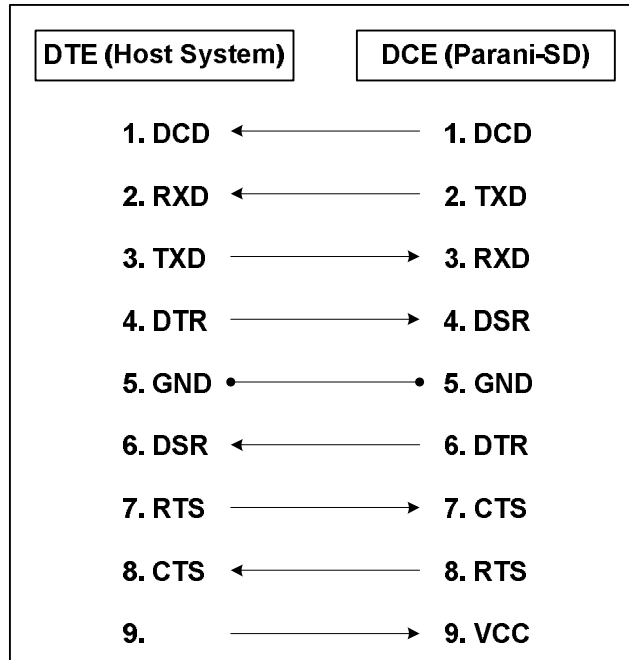 DTE (Host System) DCE (Parani-SD)
1. DCD 1. DCD
2. RXD 2. TXD
3. TXD 3. RXD
4. DTR 4. DSR
5. GND 5. GND
6. DSR 6. DTR
7. RTS 7. CTS
8. CTS 8. RTS
9. 9. VCC